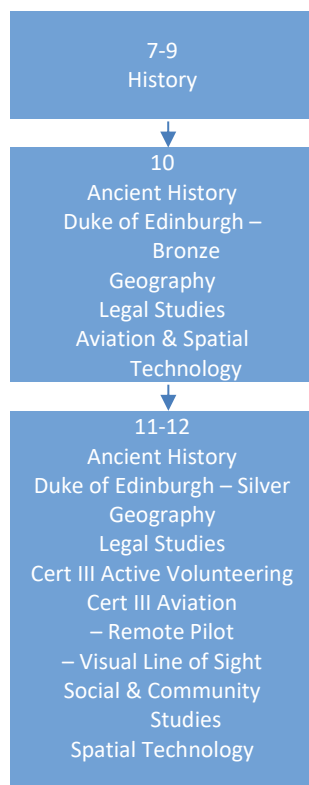 7-9
History
10
Ancient History
Duke of Edinburgh –
Bronze
Geography
Legal Studies
Aviation & Spatial
Technology
11-12
Ancient History
Duke of Edinburgh – Silver
Geography
Legal Studies
Cert III Active Volunteering
Cert III Aviation
– Remote Pilot
– Visual Line of Sight
Social & Community
Studies
Spatial Technology